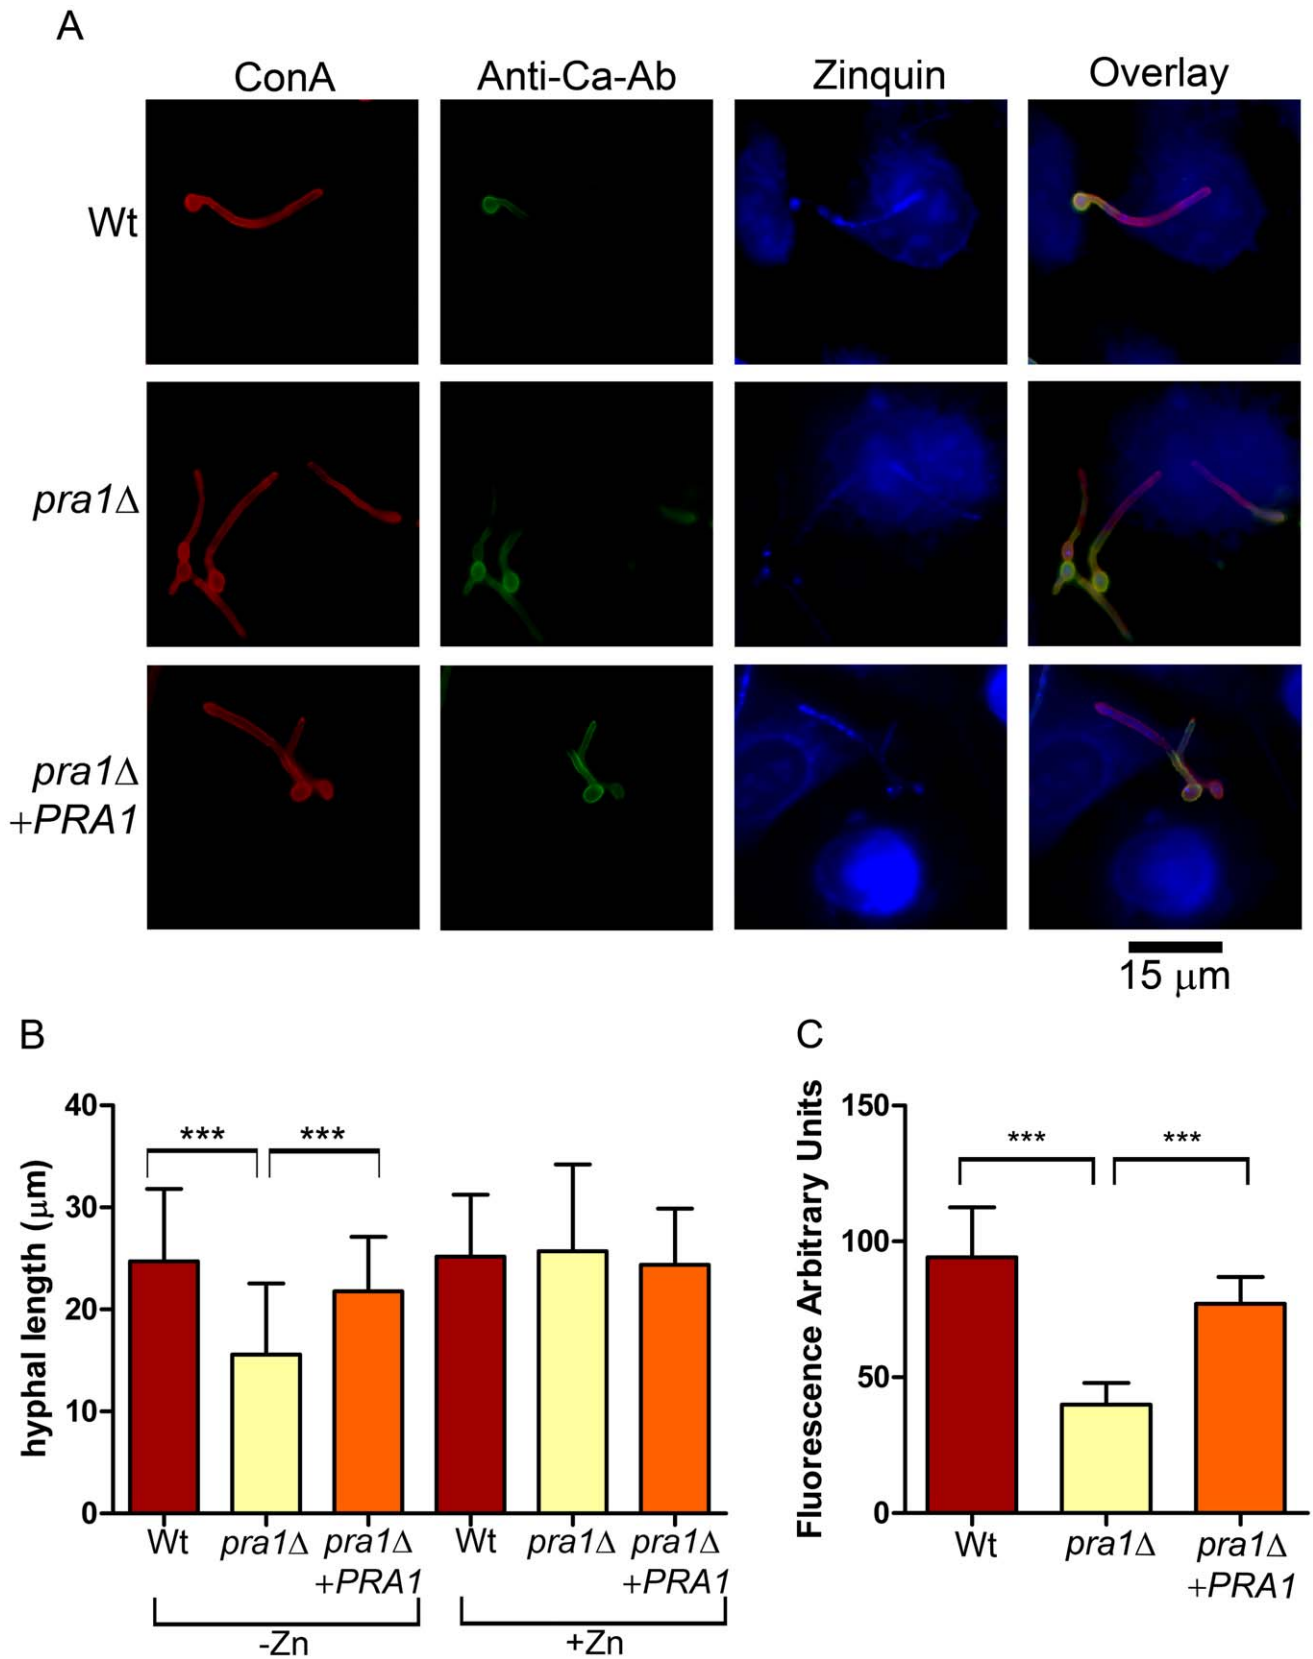 A
ConA
Anti-Ca-Ab
Zinquin
Overlay
Wt
pra1Δ
pra1Δ
+PRA1
15 μm
B
hyphal length (μm)
40
30
20
10
0
***
***
Wt
pra1Δ
pra1Δ
+PRA1
Wt
pra1Δ
pra1Δ
+PRA1
-Zn
+Zn
C
Fluorescence Arbitrary Units
150
100
50
0
***
***
Wt
pra1Δ
pra1Δ
+PRA1